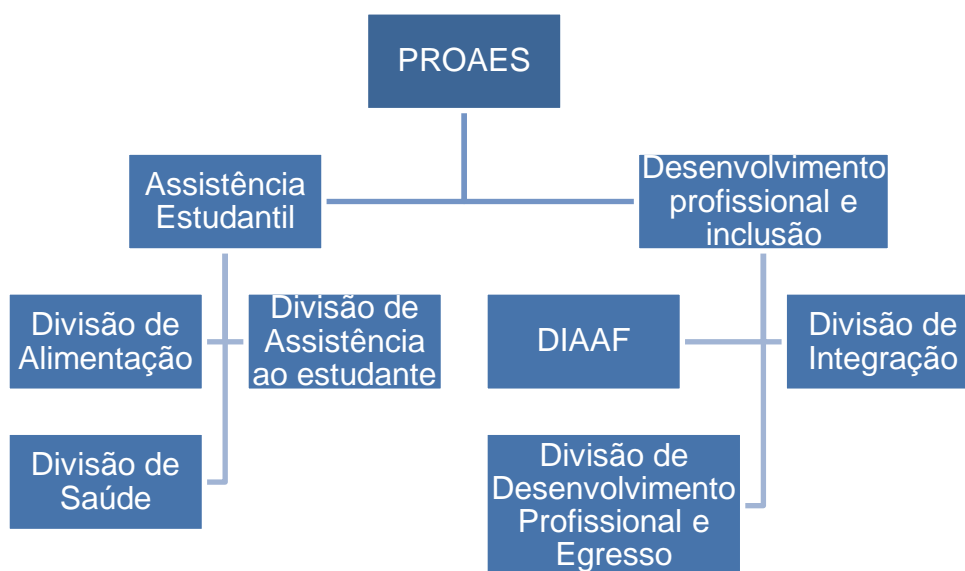 PROAES
Assistência
Estudantil
Desenvolvimento
profissional e
inclusão
Divisão de
Alimentação
Divisão de
Assistência
ao estudante
DIAAF
Divisão de
Integração
Divisão de
Saúde
Divisão de
Desenvolvimento
Profissional e
Egresso